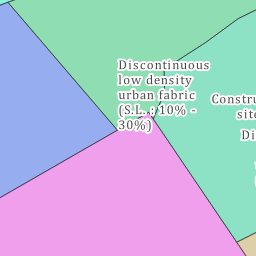 Discontinuous
low density
urban fabric
(S.L. : 10% -
30%)
Constru
site
Di